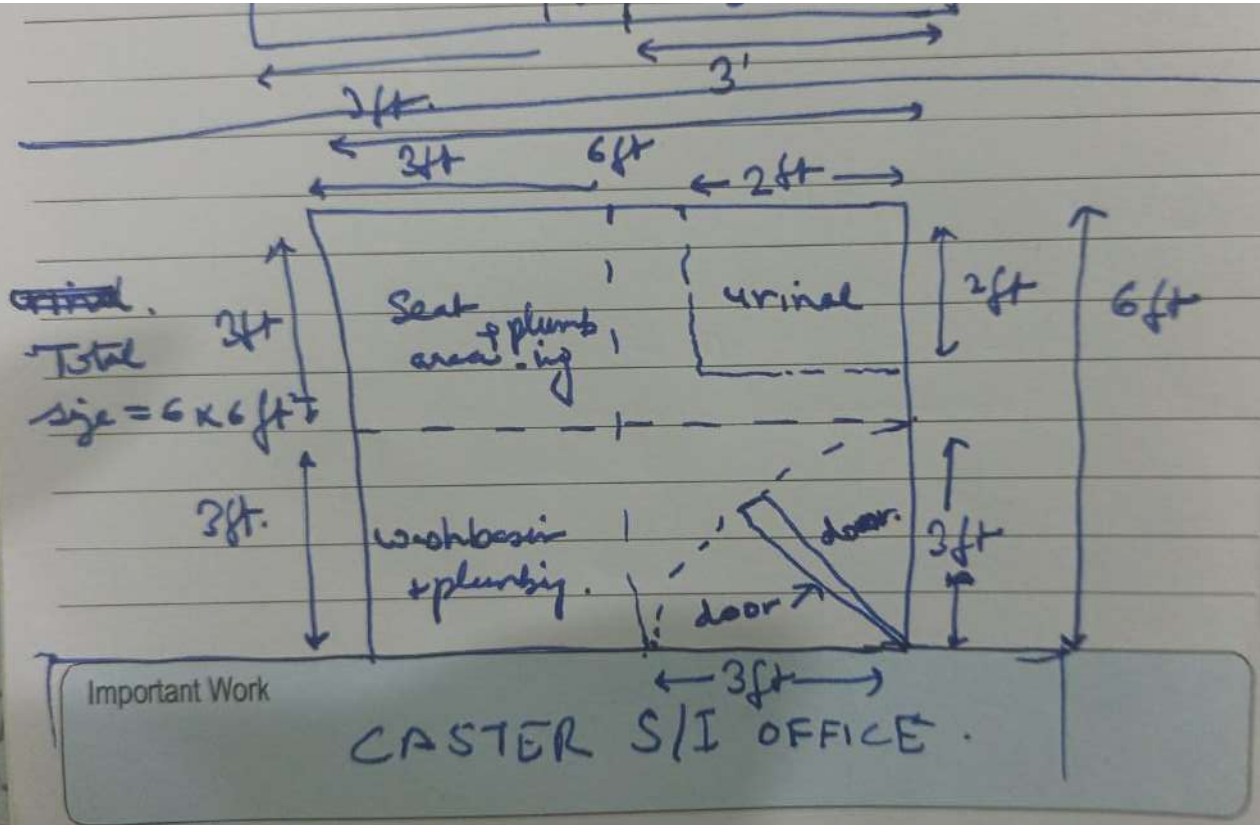 3'
3ft.
6ft
3ft
2ft
Seat
+ plumb
area .ing
urinal
2ft
6ft
3ft
Total
size = 6 x 6 ft²
3ft.
washbasin
+ plumbing.
door.
door
3ft
3ft
Important Work
CASTER S/I OFFICE.